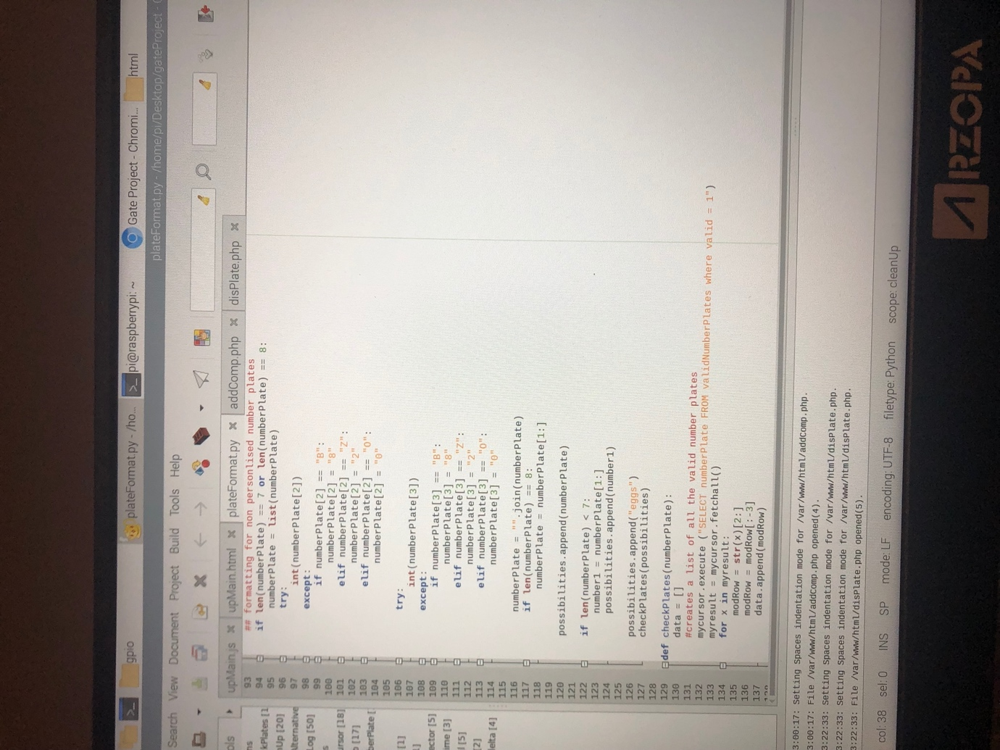 gpio
plateFormat.py - /ho...
pi@raspberrypi: ~
Gate Project - Chromi...
html
plateFormat.py - /home/pi/Desktop/gateProject -
Search View Document Project Build Tools Help
upMain.js upMain.html plateFormat.py addComp.php disPlate.php
93 ## formatting for non personlised number plates
94 if len(numberPlate) == 7 or len(numberPlate) == 8:
95 numberPlate = list(numberPlate)
96 try:
97 int(numberPlate[2])
98 except:
99 if numberPlate[2] == "B":
100 numberPlate[2] = "8"
101 elif numberPlate[2] == "Z":
102 numberPlate[2] = "2"
103 elif numberPlate[2] == "O":
104 numberPlate[2] = "0"
105
106 try:
107 int(numberPlate[3])
108 except:
109 if numberPlate[3] == "B":
110 numberPlate[3] = "8"
111 elif numberPlate[3] == "Z":
112 numberPlate[3] = "2"
113 elif numberPlate[3] == "O":
114 numberPlate[3] = "0"
115
116 numberPlate = "".join(numberPlate)
117 if len(numberPlate) == 8:
118 numberPlate = numberPlate[1:]
119
120 possibilities.append(numberPlate)
121
122 if len(numberPlate) < 7:
123 number1 = numberPlate[1:]
124 possibilities.append(number1)
125
126 possibilities.append("eggs")
127 checkPlates(possibilities)
128
129 def checkPlates(numberPlate):
130 data = []
131 #creates a list of all the valid number plates
132 mycursor.execute ("SELECT numberPlate FROM validNumberPlates where valid = 1")
133 myresult = mycursor.fetchall()
134 for x in myresult:
135 modRow = str(x)[2:]
136 modRow = modRow[:-3]
137 data.append(modRow)
kPlates [1
Up [20]
Alternative
Log [50]
ursor [18]
[17]
berPlate [
[1]
ector [5]
ime [3]
[5]
[2]
elta [4]
3:00:17: Setting Spaces indentation mode for /var/www/html/addComp.php.
3:00:17: File /var/www/html/addComp.php opened(4).
3:22:33: Setting Spaces indentation mode for /var/www/html/disPlate.php.
3:22:33: Setting Spaces indentation mode for /var/www/html/disPlate.php.
3:22:33: File /var/www/html/disPlate.php opened(5).
col: 38 sel: 0 INS SP mode: LF encoding: UTF-8 filetype: Python scope: cleanUp
ARZOPA